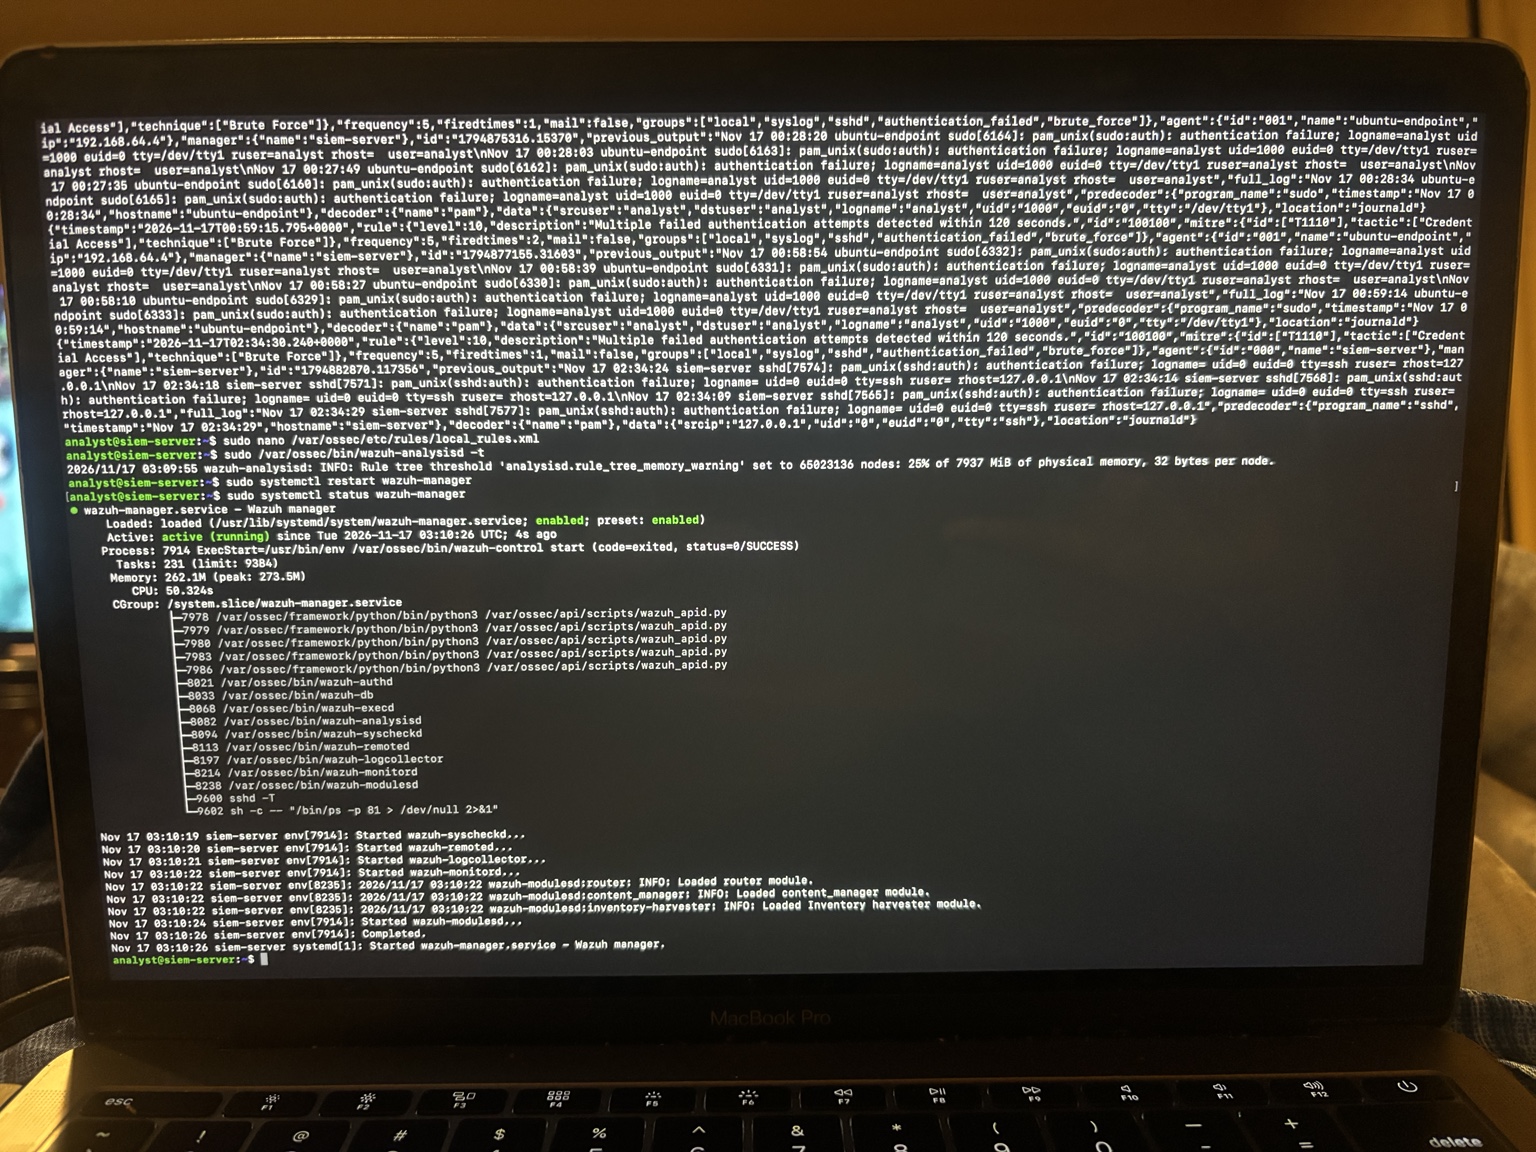 ial Access"],"technique":["Brute Force"]},"frequency":5,"firedtimes":1,"mail":false,"groups":["local","syslog","sshd","authentication_failed","brute_force"]},"agent":{"id":"001","name":"ubuntu-endpoint","
ip":"192.168.64.4"},"manager":{"name":"siem-server"},"id":"1794875316.15370","previous_output":"Nov 17 00:28:20 ubuntu-endpoint sudo[6164]: pam_unix(sudo:auth): authentication failure; logname=analyst uid
=1000 euid=0 tty=/dev/tty1 ruser=analyst rhost=  user=analyst\nNov 17 00:28:03 ubuntu-endpoint sudo[6163]: pam_unix(sudo:auth): authentication failure; logname=analyst uid=1000 euid=0 tty=/dev/tty1 ruser=
analyst rhost=  user=analyst\nNov 17 00:27:49 ubuntu-endpoint sudo[6162]: pam_unix(sudo:auth): authentication failure; logname=analyst uid=1000 euid=0 tty=/dev/tty1 ruser=analyst rhost=  user=analyst\nNov
 17 00:27:35 ubuntu-endpoint sudo[6160]: pam_unix(sudo:auth): authentication failure; logname=analyst uid=1000 euid=0 tty=/dev/tty1 ruser=analyst rhost=  user=analyst","full_log":"Nov 17 00:28:34 ubuntu-e
ndpoint sudo[6165]: pam_unix(sudo:auth): authentication failure; logname=analyst uid=1000 euid=0 tty=/dev/tty1 ruser=analyst rhost=  user=analyst","predecoder":{"program_name":"sudo","timestamp":"Nov 17 0
0:28:34","hostname":"ubuntu-endpoint"},"decoder":{"name":"pam"},"data":{"srcuser":"analyst","dstuser":"analyst","logname":"analyst","uid":"1000","euid":"0","tty":"/dev/tty1"},"location":"journald"}
{"timestamp":"2026-11-17T00:59:15.795+0000","rule":{"level":10,"description":"Multiple failed authentication attempts detected within 120 seconds.","id":"100100","mitre":{"id":["T1110"],"tactic":["Credent
ial Access"],"technique":["Brute Force"]},"frequency":5,"firedtimes":2,"mail":false,"groups":["local","syslog","sshd","authentication_failed","brute_force"]},"agent":{"id":"001","name":"ubuntu-endpoint","
ip":"192.168.64.4"},"manager":{"name":"siem-server"},"id":"1794877155.31603","previous_output":"Nov 17 00:58:54 ubuntu-endpoint sudo[6332]: pam_unix(sudo:auth): authentication failure; logname=analyst uid
=1000 euid=0 tty=/dev/tty1 ruser=analyst rhost=  user=analyst\nNov 17 00:58:39 ubuntu-endpoint sudo[6331]: pam_unix(sudo:auth): authentication failure; logname=analyst uid=1000 euid=0 tty=/dev/tty1 ruser=
analyst rhost=  user=analyst\nNov 17 00:58:27 ubuntu-endpoint sudo[6330]: pam_unix(sudo:auth): authentication failure; logname=analyst uid=1000 euid=0 tty=/dev/tty1 ruser=analyst rhost=  user=analyst\nNov
 17 00:58:10 ubuntu-endpoint sudo[6329]: pam_unix(sudo:auth): authentication failure; logname=analyst uid=1000 euid=0 tty=/dev/tty1 ruser=analyst rhost=  user=analyst","full_log":"Nov 17 00:59:14 ubuntu-e
ndpoint sudo[6333]: pam_unix(sudo:auth): authentication failure; logname=analyst uid=1000 euid=0 tty=/dev/tty1 ruser=analyst rhost=  user=analyst","predecoder":{"program_name":"sudo","timestamp":"Nov 17 0
0:59:14","hostname":"ubuntu-endpoint"},"decoder":{"name":"pam"},"data":{"srcuser":"analyst","dstuser":"analyst","logname":"analyst","uid":"1000","euid":"0","tty":"/dev/tty1"},"location":"journald"}
{"timestamp":"2026-11-17T02:34:30.240+0000","rule":{"level":10,"description":"Multiple failed authentication attempts detected within 120 seconds.","id":"100100","mitre":{"id":["T1110"],"tactic":["Credent
ial Access"],"technique":["Brute Force"]},"frequency":5,"firedtimes":1,"mail":false,"groups":["local","syslog","sshd","authentication_failed","brute_force"]},"agent":{"id":"000","name":"siem-server"},"man
ager":{"name":"siem-server"},"id":"1794882870.117356","previous_output":"Nov 17 02:34:24 siem-server sshd[7574]: pam_unix(sshd:auth): authentication failure; logname= uid=0 euid=0 tty=ssh ruser= rhost=127
.0.0.1\nNov 17 02:34:18 siem-server sshd[7571]: pam_unix(sshd:auth): authentication failure; logname= uid=0 euid=0 tty=ssh ruser= rhost=127.0.0.1\nNov 17 02:34:14 siem-server sshd[7568]: pam_unix(sshd:aut
h): authentication failure; logname= uid=0 euid=0 tty=ssh ruser= rhost=127.0.0.1\nNov 17 02:34:09 siem-server sshd[7565]: pam_unix(sshd:auth): authentication failure; logname= uid=0 euid=0 tty=ssh ruser= 
rhost=127.0.0.1","full_log":"Nov 17 02:34:29 siem-server sshd[7577]: pam_unix(sshd:auth): authentication failure; logname= uid=0 euid=0 tty=ssh ruser= rhost=127.0.0.1","predecoder":{"program_name":"sshd",
"timestamp":"Nov 17 02:34:29","hostname":"siem-server"},"decoder":{"name":"pam"},"data":{"srcip":"127.0.0.1","uid":"0","euid":"0","tty":"ssh"},"location":"journald"}
analyst@siem-server:~$ sudo nano /var/ossec/etc/rules/local_rules.xml
analyst@siem-server:~$ sudo /var/ossec/bin/wazuh-analysisd -t
2026/11/17 03:09:55 wazuh-analysisd: INFO: Rule tree threshold 'analysisd.rule_tree_memory_warning' set to 65023136 nodes: 25% of 7937 MiB of physical memory, 32 bytes per node.
analyst@siem-server:~$ sudo systemctl restart wazuh-manager
[analyst@siem-server:~$ sudo systemctl status wazuh-manager ]
● wazuh-manager.service - Wazuh manager
Loaded: loaded (/usr/lib/systemd/system/wazuh-manager.service; enabled; preset: enabled)
Active: active (running) since Tue 2026-11-17 03:10:26 UTC; 4s ago
Process: 7914 ExecStart=/usr/bin/env /var/ossec/bin/wazuh-control start (code=exited, status=0/SUCCESS)
Tasks: 231 (limit: 9384)
Memory: 262.1M (peak: 273.5M)
CPU: 50.324s
CGroup: /system.slice/wazuh-manager.service
├─7978 /var/ossec/framework/python/bin/python3 /var/ossec/api/scripts/wazuh_apid.py
├─7979 /var/ossec/framework/python/bin/python3 /var/ossec/api/scripts/wazuh_apid.py
├─7980 /var/ossec/framework/python/bin/python3 /var/ossec/api/scripts/wazuh_apid.py
├─7983 /var/ossec/framework/python/bin/python3 /var/ossec/api/scripts/wazuh_apid.py
├─7986 /var/ossec/framework/python/bin/python3 /var/ossec/api/scripts/wazuh_apid.py
├─8021 /var/ossec/bin/wazuh-authd
├─8033 /var/ossec/bin/wazuh-db
├─8068 /var/ossec/bin/wazuh-execd
├─8082 /var/ossec/bin/wazuh-analysisd
├─8094 /var/ossec/bin/wazuh-syscheckd
├─8113 /var/ossec/bin/wazuh-remoted
├─8197 /var/ossec/bin/wazuh-logcollector
├─8214 /var/ossec/bin/wazuh-monitord
├─8238 /var/ossec/bin/wazuh-modulesd
├─9600 sshd -T
└─9602 sh -c -- "/bin/ps -p 81 > /dev/null 2>&1"
Nov 17 03:10:19 siem-server env[7914]: Started wazuh-syscheckd...
Nov 17 03:10:20 siem-server env[7914]: Started wazuh-remoted...
Nov 17 03:10:21 siem-server env[7914]: Started wazuh-logcollector...
Nov 17 03:10:22 siem-server env[7914]: Started wazuh-monitord...
Nov 17 03:10:22 siem-server env[8235]: 2026/11/17 03:10:22 wazuh-modulesd:router: INFO: Loaded router module.
Nov 17 03:10:22 siem-server env[8235]: 2026/11/17 03:10:22 wazuh-modulesd:content_manager: INFO: Loaded content_manager module.
Nov 17 03:10:22 siem-server env[8235]: 2026/11/17 03:10:22 wazuh-modulesd:inventory-harvester: INFO: Loaded Inventory harvester module.
Nov 17 03:10:24 siem-server env[7914]: Started wazuh-modulesd...
Nov 17 03:10:26 siem-server env[7914]: Completed.
Nov 17 03:10:26 siem-server systemd[1]: Started wazuh-manager.service - Wazuh manager.
analyst@siem-server:~$
MacBook Pro
esc F1 F2 F3 F4 F5 F6 F7 F8 F9 F10 F11 F12
~ ! @ # $ % ^ & * ( ) — + delete
- =